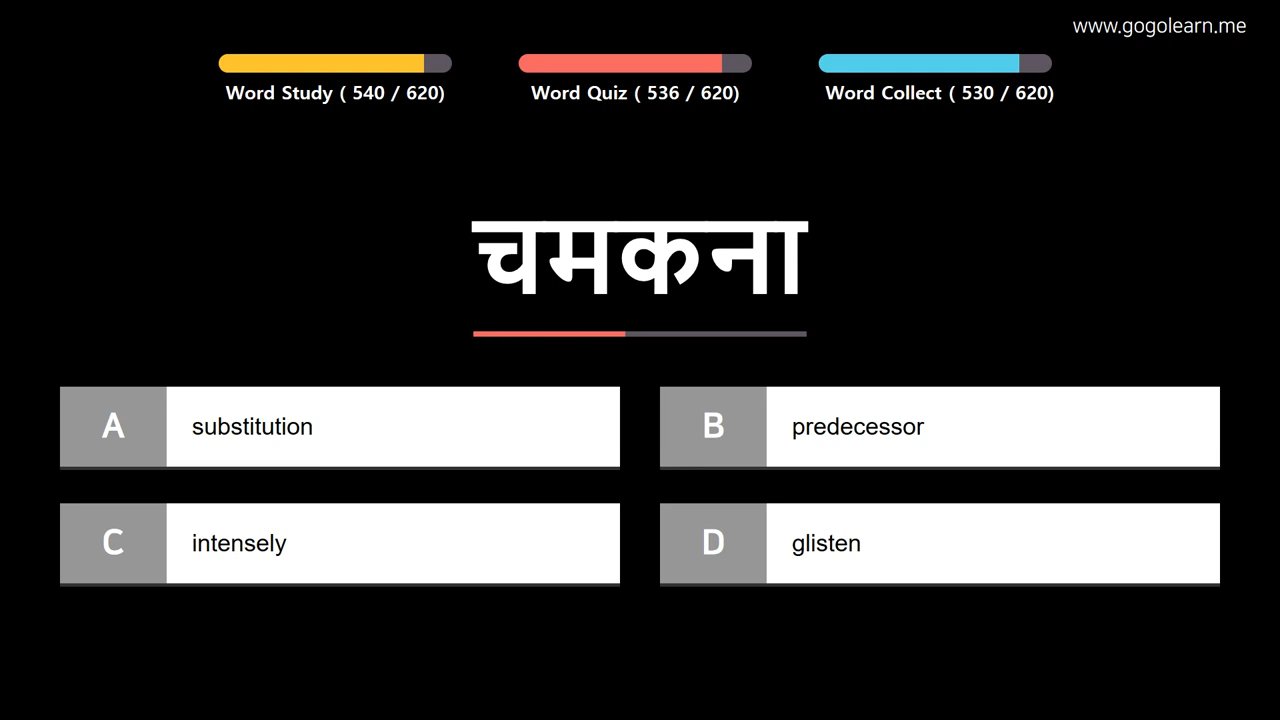 www.gogolearn.me
Word Study ( 540 / 620)
Word Quiz ( 536 / 620)
Word Collect ( 530 / 620)
चमकना
A substitution
B predecessor
C intensely
D glisten